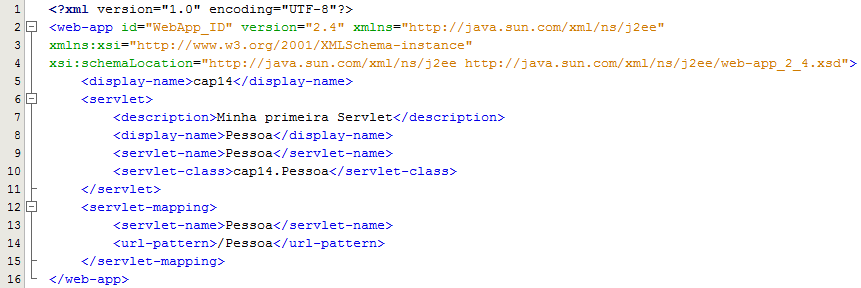 1 <?xml version="1.0" encoding="UTF-8"?>
2 <web-app id="WebApp_ID" version="2.4" xmlns="http://java.sun.com/xml/ns/j2ee"
3 xmlns:xsi="http://www.w3.org/2001/XMLSchema-instance"
4 xsi:schemaLocation="http://java.sun.com/xml/ns/j2ee http://java.sun.com/xml/ns/j2ee/web-app_2_4.xsd">
5 <display-name>cap14</display-name>
6 <servlet>
7 <description>Minha primeira Servlet</description>
8 <display-name>Pessoa</display-name>
9 <servlet-name>Pessoa</servlet-name>
10 <servlet-class>cap14.Pessoa</servlet-class>
11 </servlet>
12 <servlet-mapping>
13 <servlet-name>Pessoa</servlet-name>
14 <url-pattern>/Pessoa</url-pattern>
15 </servlet-mapping>
16 </web-app>